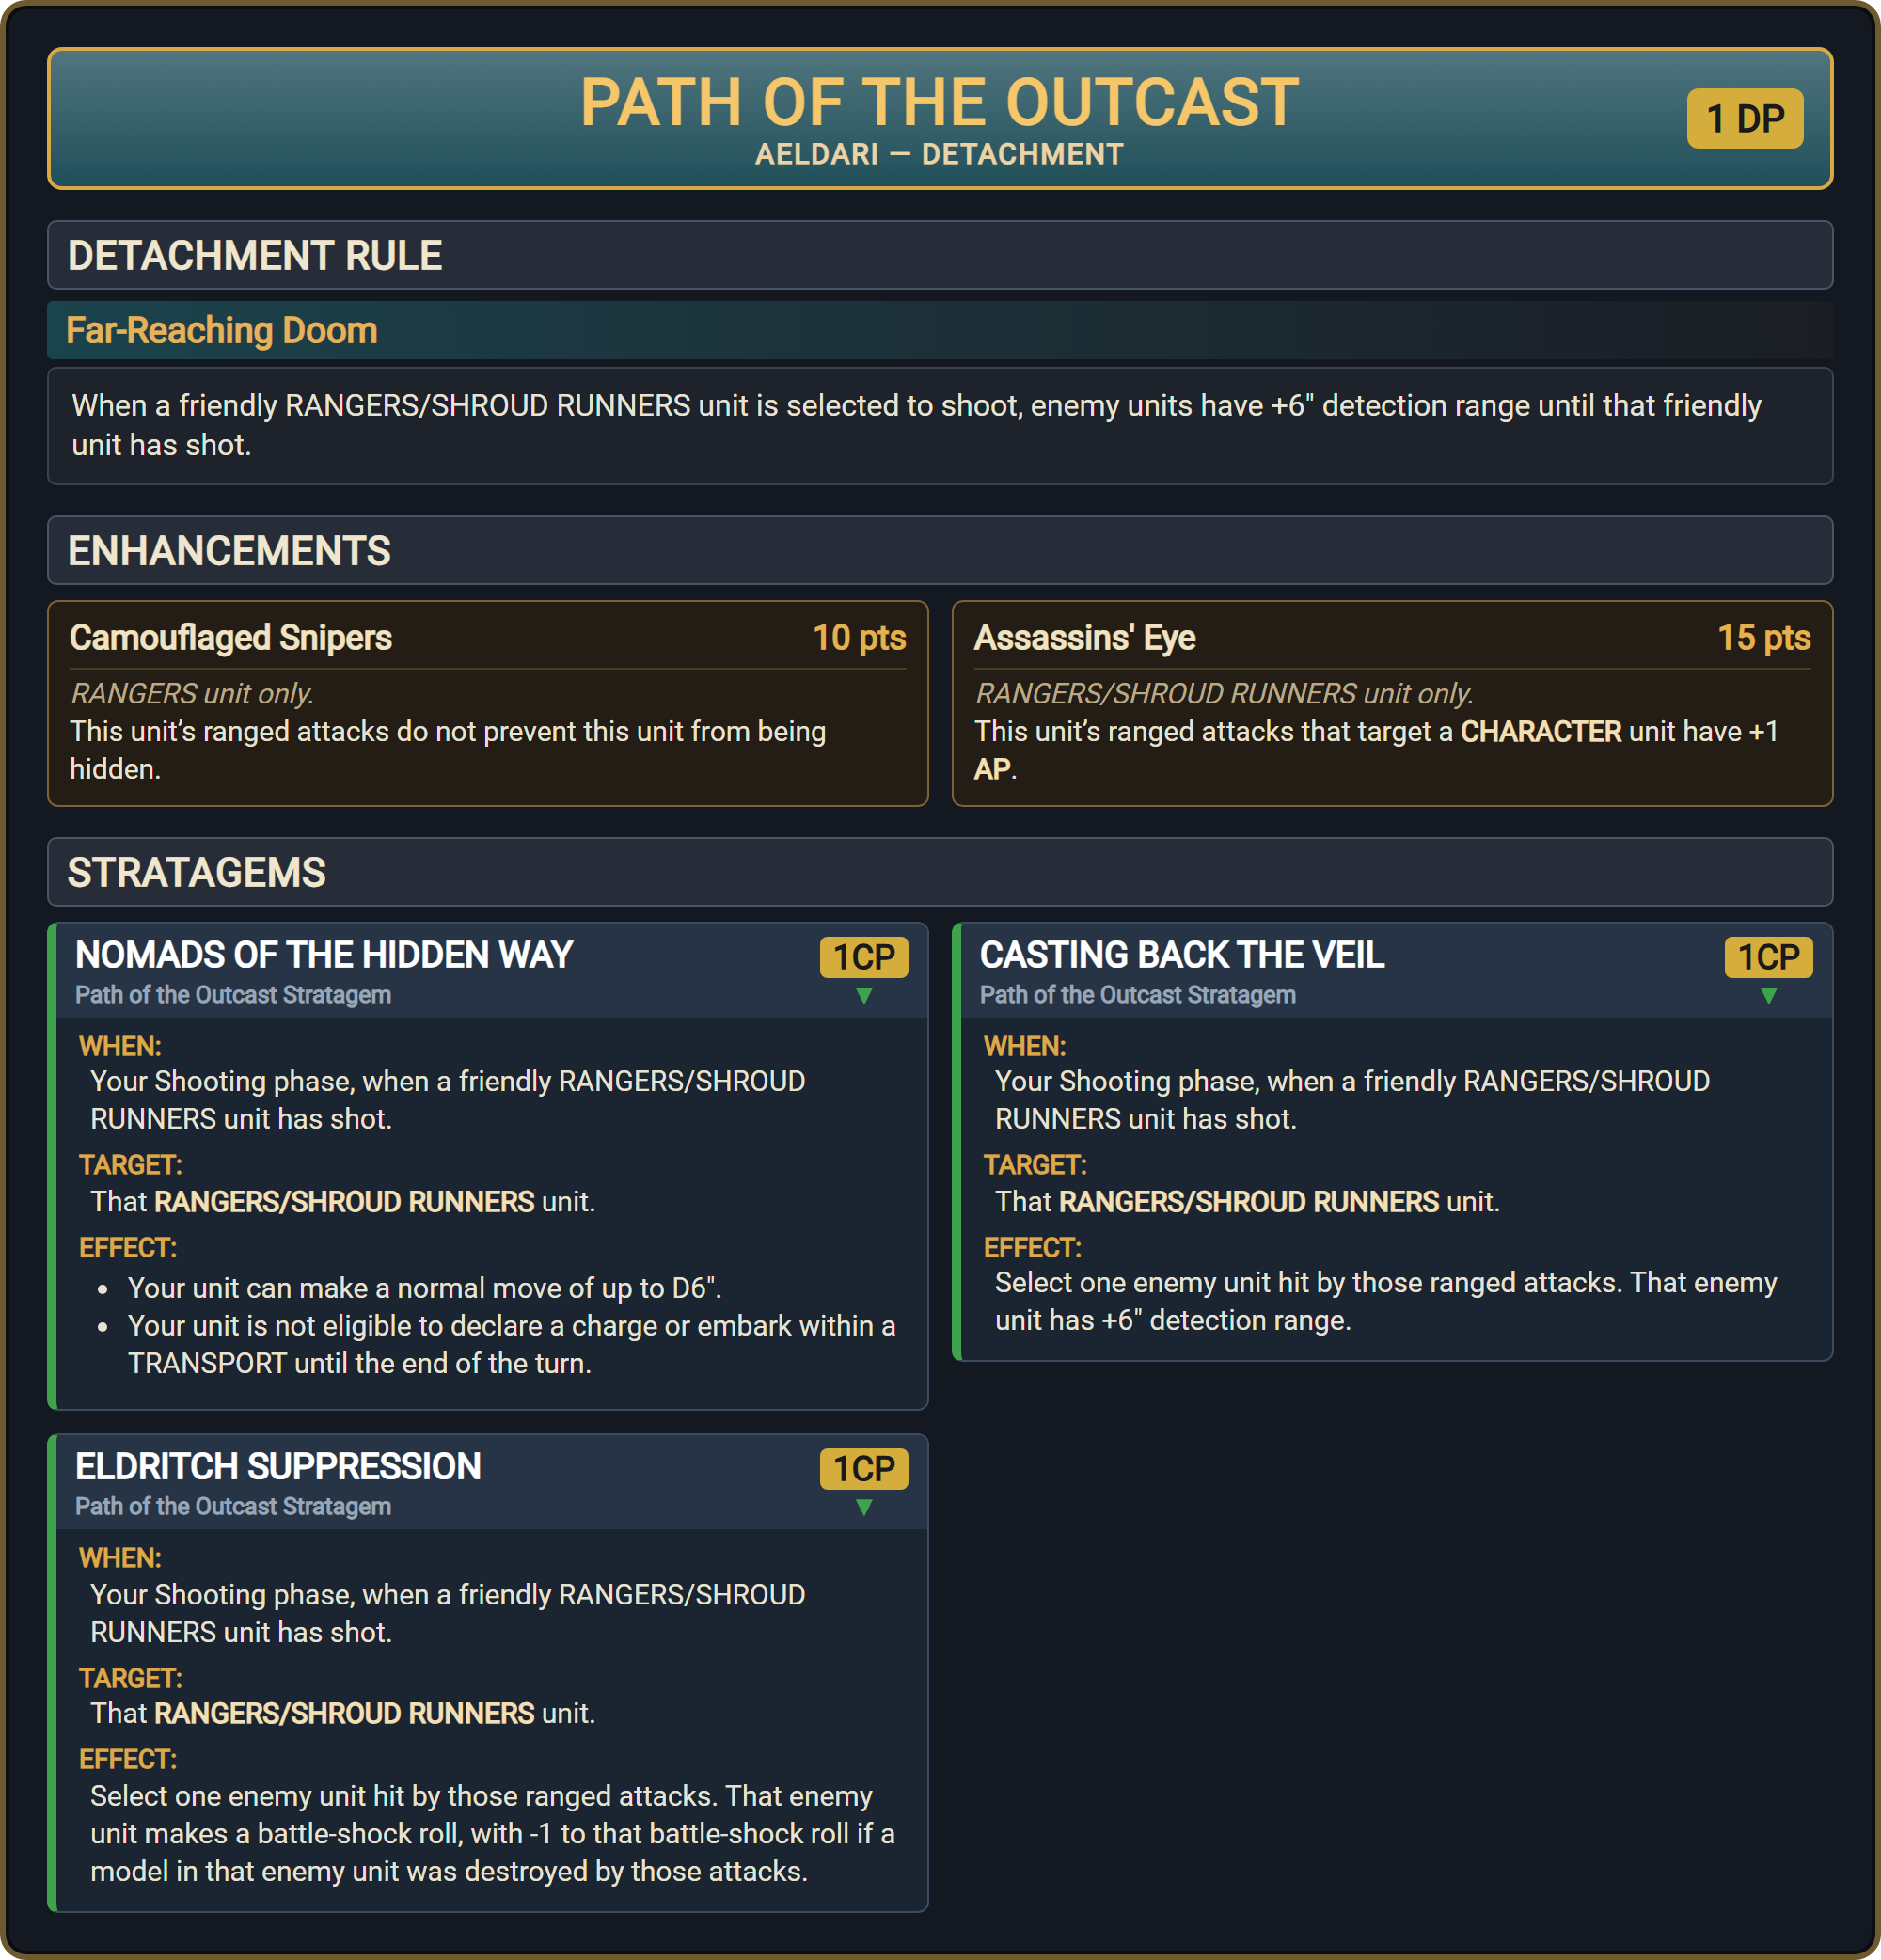 PATH OF THE OUTCAST
AELDARI — DETACHMENT
1 DP
DETACHMENT RULE
Far-Reaching Doom
When a friendly RANGERS/SHROUD RUNNERS unit is selected to shoot, enemy units have +6" detection range until that friendly
unit has shot.
ENHANCEMENTS
Camouflaged Snipers
10 pts
RANGERS unit only.
This unit’s ranged attacks do not prevent this unit from being
hidden.
Assassins' Eye
15 pts
RANGERS/SHROUD RUNNERS unit only.
This unit’s ranged attacks that target a CHARACTER unit have +1
AP.
STRATAGEMS
NOMADS OF THE HIDDEN WAY
1CP
Path of the Outcast Stratagem
▼
WHEN:
Your Shooting phase, when a friendly RANGERS/SHROUD
RUNNERS unit has shot.
TARGET:
That RANGERS/SHROUD RUNNERS unit.
EFFECT:
• Your unit can make a normal move of up to D6".
• Your unit is not eligible to declare a charge or embark within a
TRANSPORT until the end of the turn.
CASTING BACK THE VEIL
1CP
Path of the Outcast Stratagem
▼
WHEN:
Your Shooting phase, when a friendly RANGERS/SHROUD
RUNNERS unit has shot.
TARGET:
That RANGERS/SHROUD RUNNERS unit.
EFFECT:
Select one enemy unit hit by those ranged attacks. That enemy
unit has +6" detection range.
ELDRITCH SUPPRESSION
1CP
Path of the Outcast Stratagem
▼
WHEN:
Your Shooting phase, when a friendly RANGERS/SHROUD
RUNNERS unit has shot.
TARGET:
That RANGERS/SHROUD RUNNERS unit.
EFFECT:
Select one enemy unit hit by those ranged attacks. That enemy
unit makes a battle-shock roll, with -1 to that battle-shock roll if a
model in that enemy unit was destroyed by those attacks.